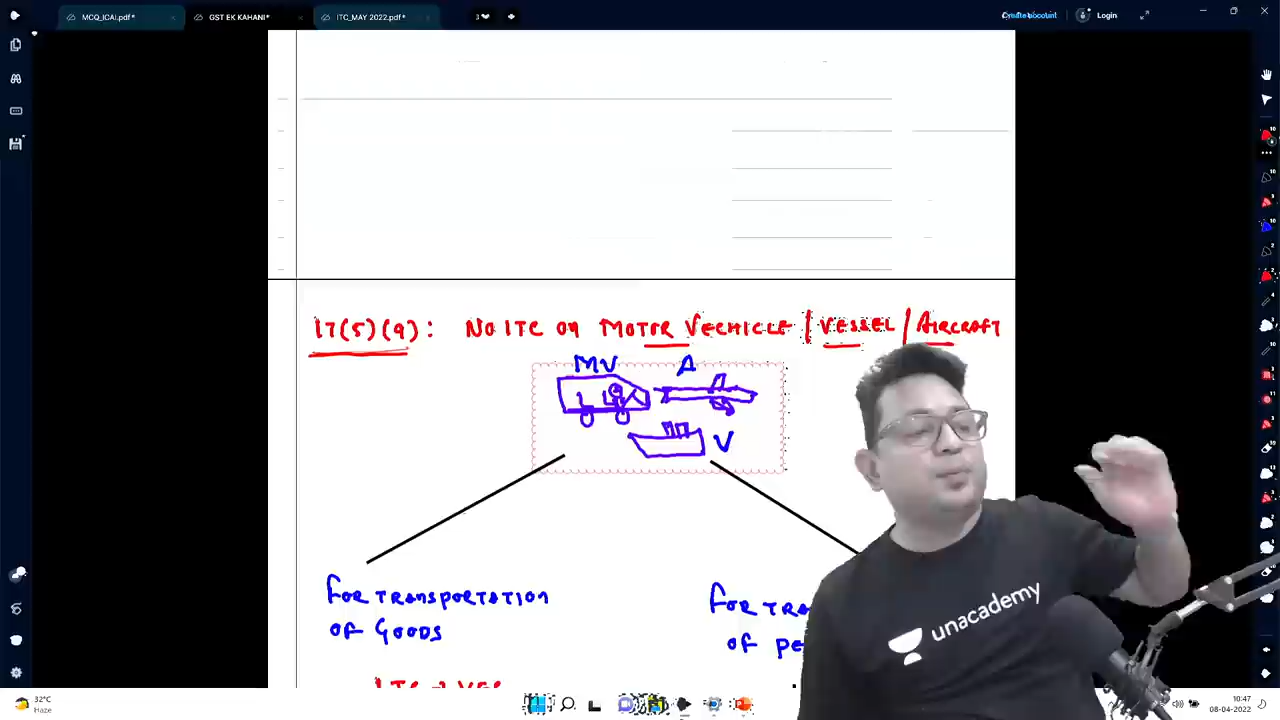 MCQ_ICAI.pdf*
GST EK KAHANI*
ITC_MAY 2022.pdf*
3
Login
17(5)(a): NO ITC on MOTOR VECHICLE / VESSEL / AIRCRAFT
MV A
V
For TRANSPORTATION
of GOODS
For TRA
of PE
unacademy
32°C
Haze
10:47
08-04-2022